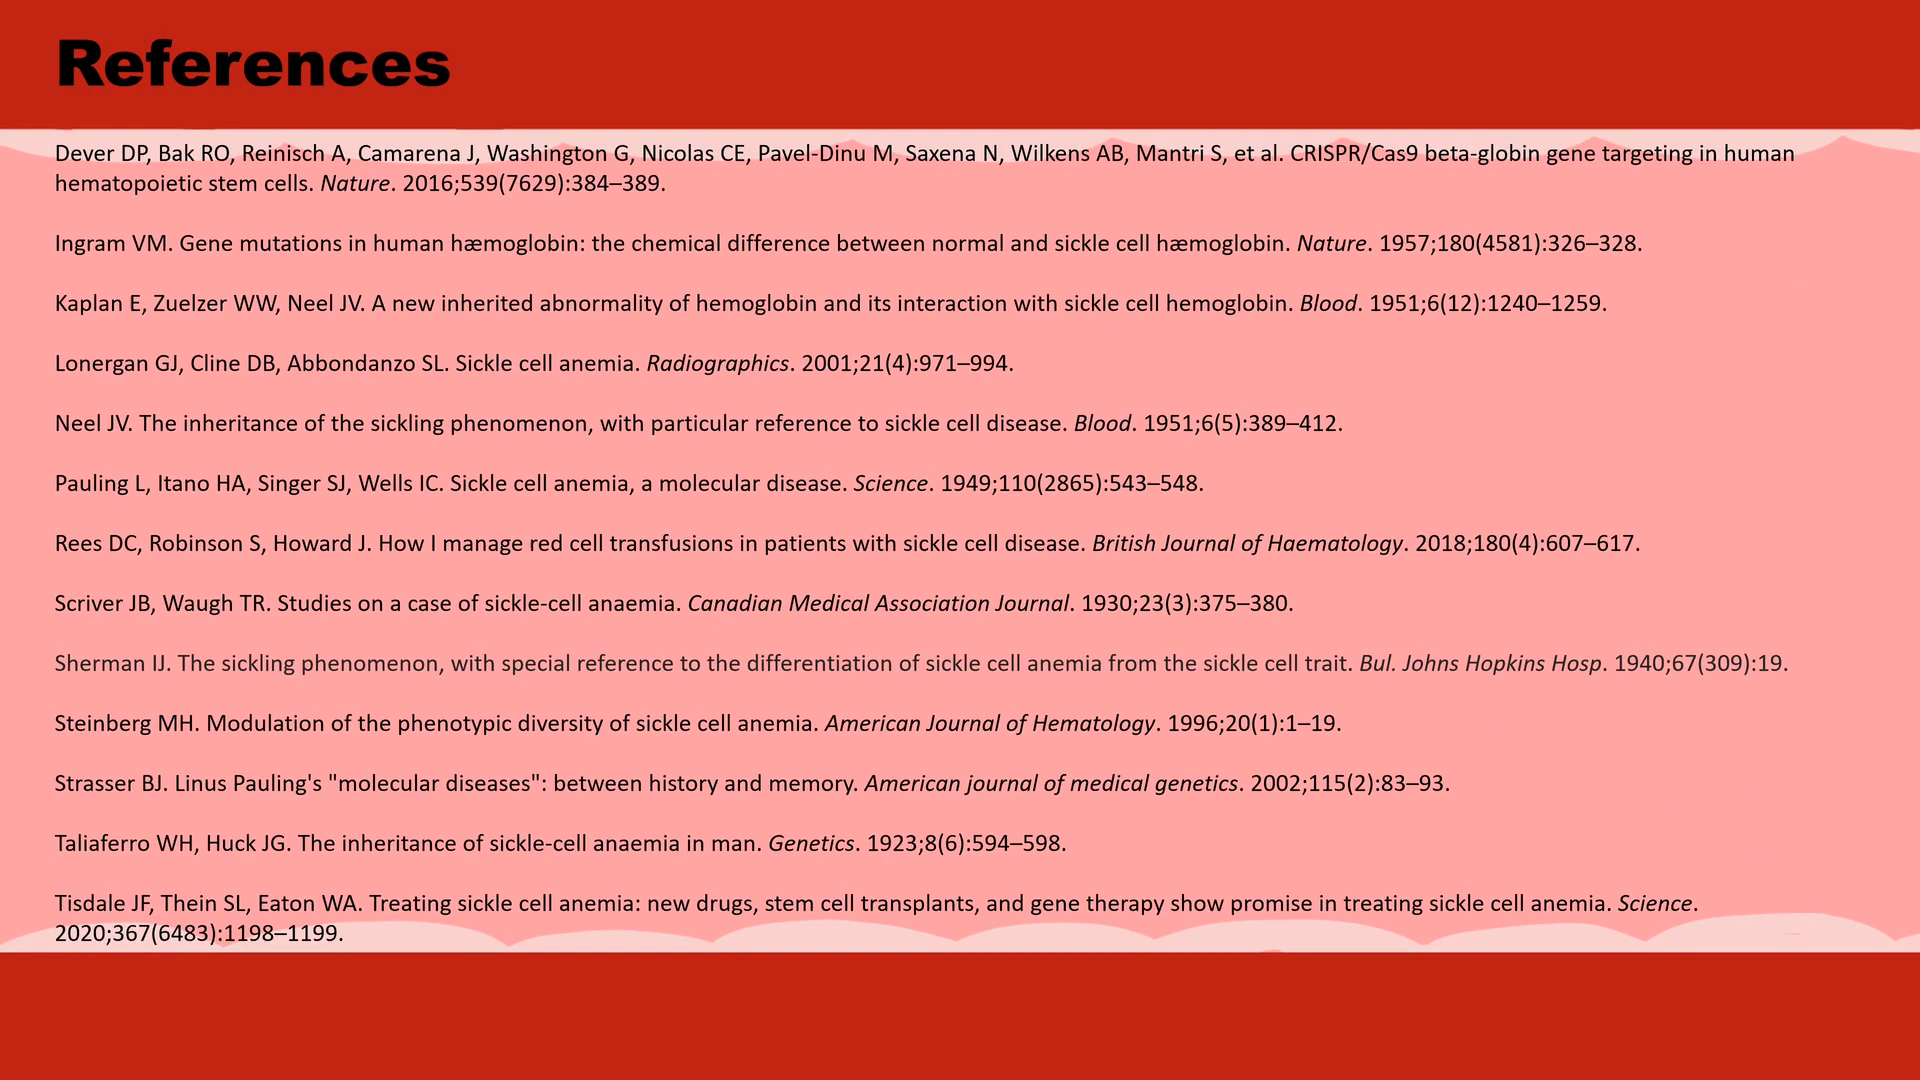 References
Dever DP, Bak RO, Reinisch A, Camarena J, Washington G, Nicolas CE, Pavel-Dinu M, Saxena N, Wilkens AB, Mantri S, et al. CRISPR/Cas9 beta-globin gene targeting in human
hematopoietic stem cells. Nature. 2016;539(7629):384–389.
Ingram VM. Gene mutations in human hæmoglobin: the chemical difference between normal and sickle cell hæmoglobin. Nature. 1957;180(4581):326–328.
Kaplan E, Zuelzer WW, Neel JV. A new inherited abnormality of hemoglobin and its interaction with sickle cell hemoglobin. Blood. 1951;6(12):1240–1259.
Lonergan GJ, Cline DB, Abbondanzo SL. Sickle cell anemia. Radiographics. 2001;21(4):971–994.
Neel JV. The inheritance of the sickling phenomenon, with particular reference to sickle cell disease. Blood. 1951;6(5):389–412.
Pauling L, Itano HA, Singer SJ, Wells IC. Sickle cell anemia, a molecular disease. Science. 1949;110(2865):543–548.
Rees DC, Robinson S, Howard J. How I manage red cell transfusions in patients with sickle cell disease. British Journal of Haematology. 2018;180(4):607–617.
Scriver JB, Waugh TR. Studies on a case of sickle-cell anaemia. Canadian Medical Association Journal. 1930;23(3):375–380.
Sherman IJ. The sickling phenomenon, with special reference to the differentiation of sickle cell anemia from the sickle cell trait. Bul. Johns Hopkins Hosp. 1940;67(309):19.
Steinberg MH. Modulation of the phenotypic diversity of sickle cell anemia. American Journal of Hematology. 1996;20(1):1–19.
Strasser BJ. Linus Pauling's "molecular diseases": between history and memory. American journal of medical genetics. 2002;115(2):83–93.
Taliaferro WH, Huck JG. The inheritance of sickle-cell anaemia in man. Genetics. 1923;8(6):594–598.
Tisdale JF, Thein SL, Eaton WA. Treating sickle cell anemia: new drugs, stem cell transplants, and gene therapy show promise in treating sickle cell anemia. Science.
2020;367(6483):1198–1199.